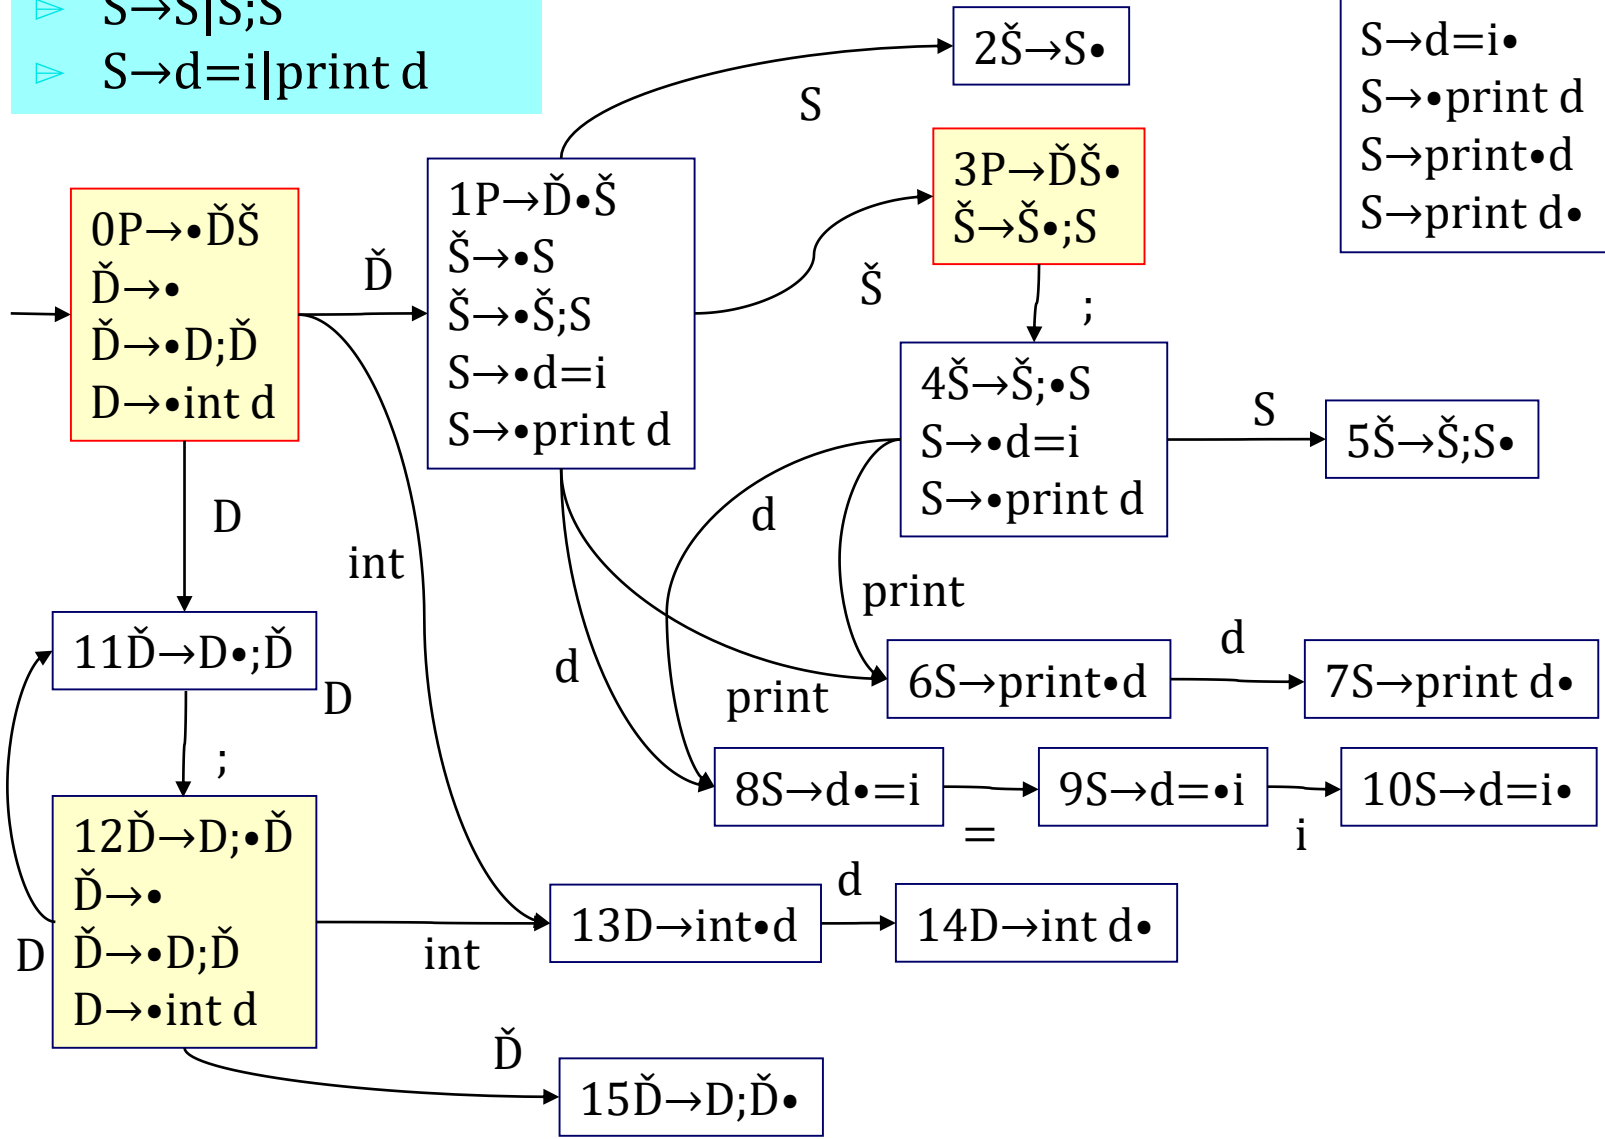 Š→S|Š;S
S→d=i|print d
S→d=i•
S→•print d
S→print•d
S→print d•
2Š→S•
S
3P→ĎŠ•
Š→Š•;S
Š
;
0P→•ĎŠ
Ď→•
Ď→•D;Ď
D→•int d
Ď
1P→Ď•Š
Š→•S
Š→•Š;S
S→•d=i
S→•print d
4Š→Š;•S
S→•d=i
S→•print d
S
5Š→Š;S•
D
int
d
print
11Ď→D•;Ď
D
d
print
6S→print•d
d
7S→print d•
;
8S→d•=i
=
9S→d=•i
i
10S→d=i•
12Ď→D;•Ď
Ď→•
Ď→•D;Ď
D→•int d
D
int
13D→int•d
d
14D→int d•
Ď
15Ď→D;Ď•